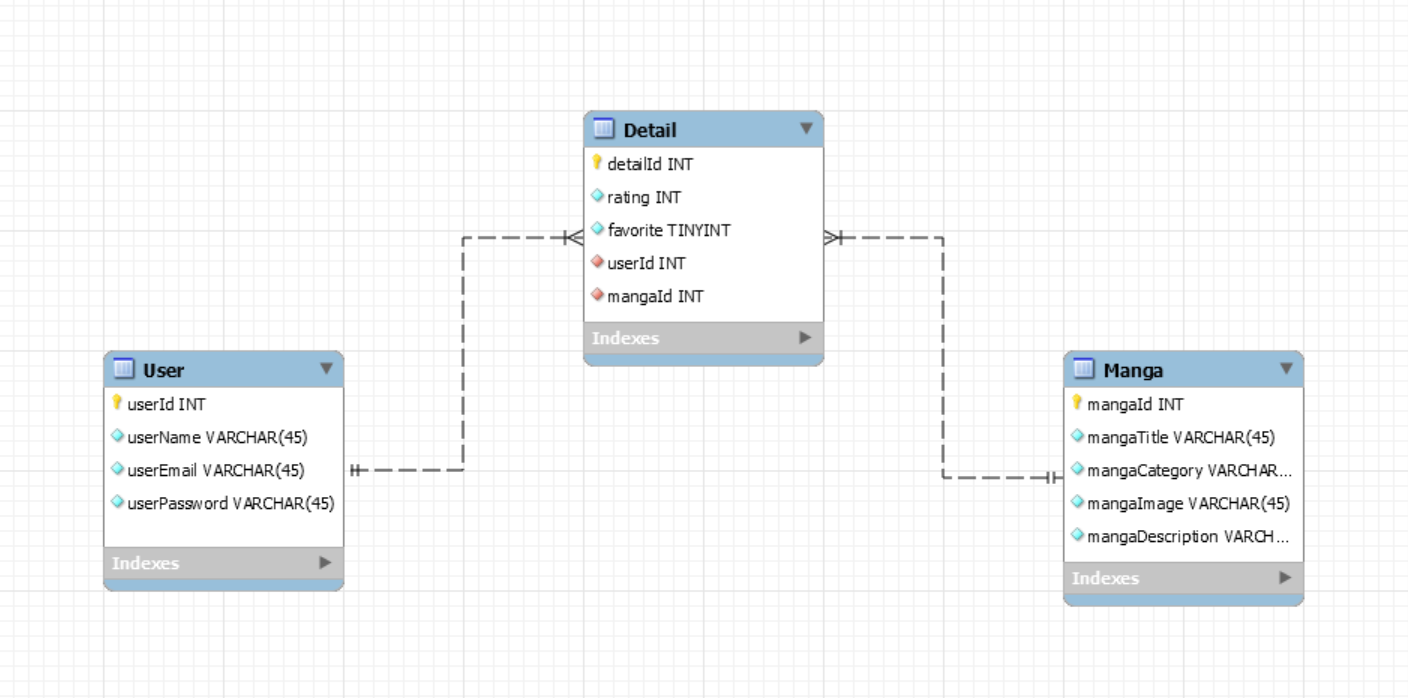 Detail
detailId INT
rating INT
favorite TINYINT
userId INT
mangaId INT
Indexes
User
userId INT
userName VARCHAR(45)
userEmail VARCHAR(45)
userPassword VARCHAR(45)
Indexes
Manga
mangaId INT
mangaTitle VARCHAR(45)
mangaCategory VARCHAR...
mangaImage VARCHAR(45)
mangaDescription VARCH...
Indexes